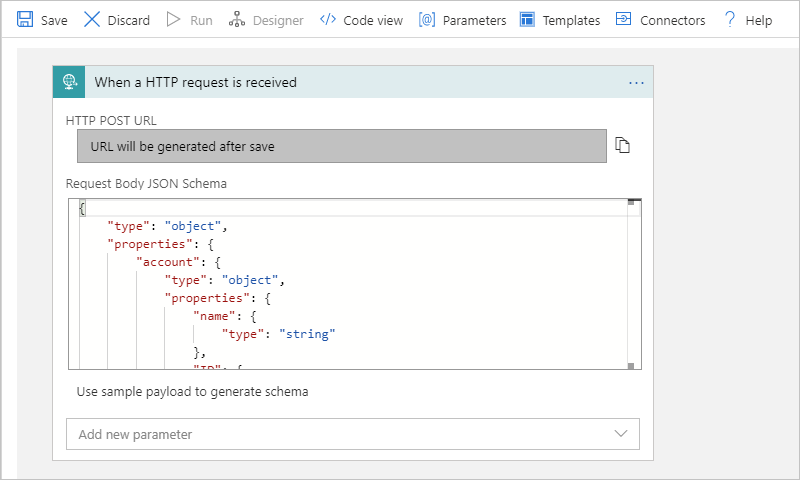 Save Discard Run Designer Code view Parameters Templates Connectors Help
When a HTTP request is received
HTTP POST URL
URL will be generated after save
Request Body JSON Schema
{
"type": "object",
"properties": {
"account": {
"type": "object",
"properties": {
"name": {
"type": "string"
},
"ID": {
Use sample payload to generate schema
Add new parameter